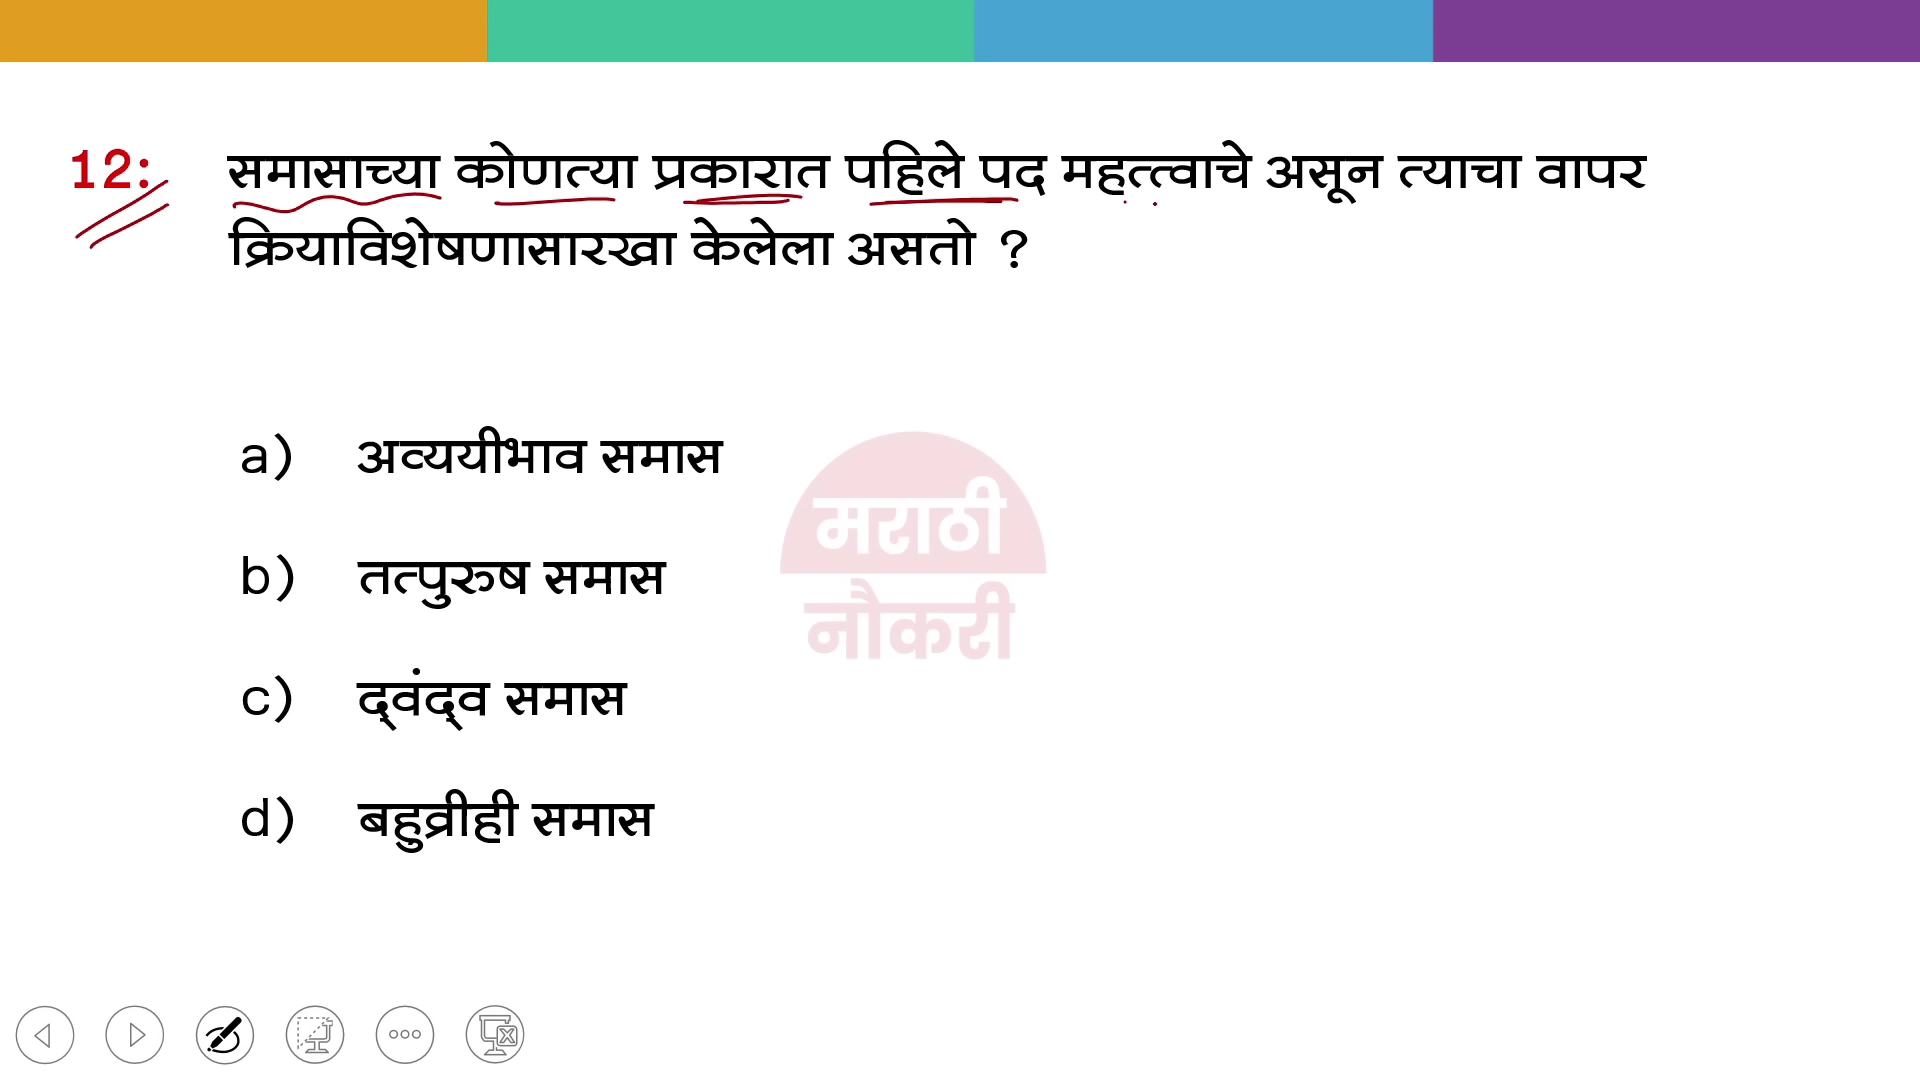 12: समासाच्या कोणत्या प्रकारात पहिले पद महत्त्वाचे असून त्याचा वापर
क्रियाविशेषणासारखा केलेला असतो ?
a) अव्ययीभाव समास
मराठी
नौकरी
b) तत्पुरुष समास
c) द्वंद्व समास
d) बहुव्रीही समास